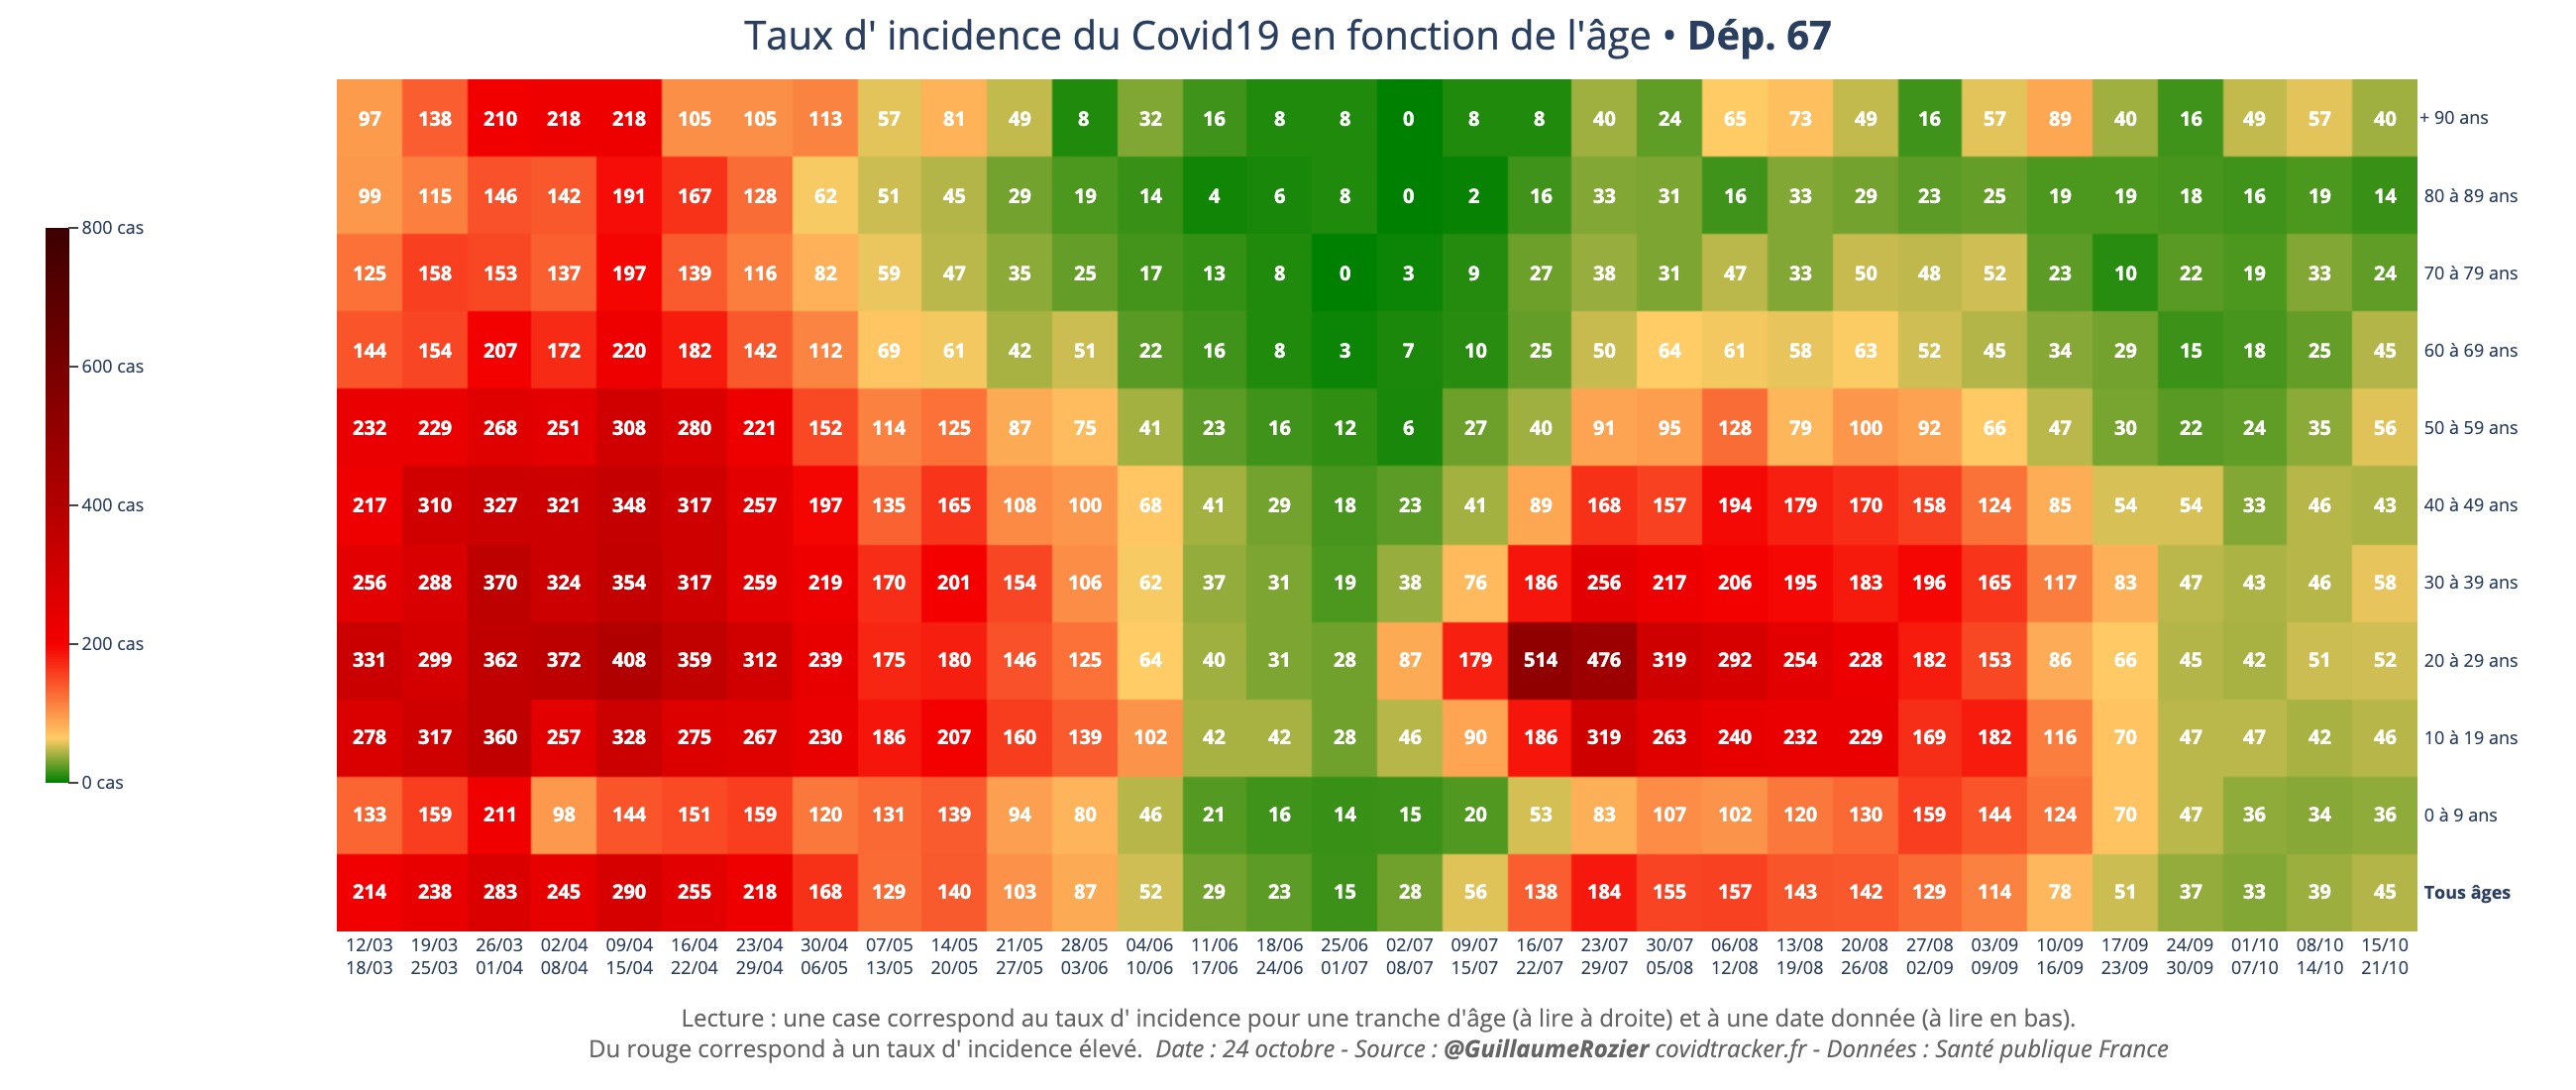 Taux d' incidence du Covid19 en fonction de l'âge • Dép. 67
800 cas
600 cas
400 cas
200 cas
0 cas
97 138 210 218 218 105 105 113 57 81 49 8 32 16 8 8 0 8 8 40 24 65 73 49 16 57 89 40 16 49 57 40 + 90 ans
99 115 146 142 191 167 128 62 51 45 29 19 14 4 6 8 0 2 16 33 31 16 33 29 23 25 19 19 18 16 19 14 80 à 89 ans
125 158 153 137 197 139 116 82 59 47 35 25 17 13 8 0 3 9 27 38 31 47 33 50 48 52 23 10 22 19 33 24 70 à 79 ans
144 154 207 172 220 182 142 112 69 61 42 51 22 16 8 3 7 10 25 50 64 61 58 63 52 45 34 29 15 18 25 45 60 à 69 ans
232 229 268 251 308 280 221 152 114 125 87 75 41 23 16 12 6 27 40 91 95 128 79 100 92 66 47 30 22 24 35 56 50 à 59 ans
217 310 327 321 348 317 257 197 135 165 108 100 68 41 29 18 23 41 89 168 157 194 179 170 158 124 85 54 54 33 46 43 40 à 49 ans
256 288 370 324 354 317 259 219 170 201 154 106 62 37 31 19 38 76 186 256 217 206 195 183 196 165 117 83 47 43 46 58 30 à 39 ans
331 299 362 372 408 359 312 239 175 180 146 125 64 40 31 28 87 179 514 476 319 292 254 228 182 153 86 66 45 42 51 52 20 à 29 ans
278 317 360 257 328 275 267 230 186 207 160 139 102 42 42 28 46 90 186 319 263 240 232 229 169 182 116 70 47 47 42 46 10 à 19 ans
133 159 211 98 144 151 159 120 131 139 94 80 46 21 16 14 15 20 53 83 107 102 120 130 159 144 124 70 47 36 34 36 0 à 9 ans
214 238 283 245 290 255 218 168 129 140 103 87 52 29 23 15 28 56 138 184 155 157 143 142 129 114 78 51 37 33 39 45 Tous âges
12/03 19/03 26/03 02/04 09/04 16/04 23/04 30/04 07/05 14/05 21/05 28/05 04/06 11/06 18/06 25/06 02/07 09/07 16/07 23/07 30/07 06/08 13/08 20/08 27/08 03/09 10/09 17/09 24/09 01/10 08/10 15/10
18/03 25/03 01/04 08/04 15/04 22/04 29/04 06/05 13/05 20/05 27/05 03/06 10/06 17/06 24/06 01/07 08/07 15/07 22/07 29/07 05/08 12/08 19/08 26/08 02/09 09/09 16/09 23/09 30/09 07/10 14/10 21/10
Lecture : une case correspond au taux d' incidence pour une tranche d'âge (à lire à droite) et à une date donnée (à lire en bas).
Du rouge correspond à un taux d' incidence élevé. Date : 24 octobre - Source : @GuillaumeRozier covidtracker.fr - Données : Santé publique France